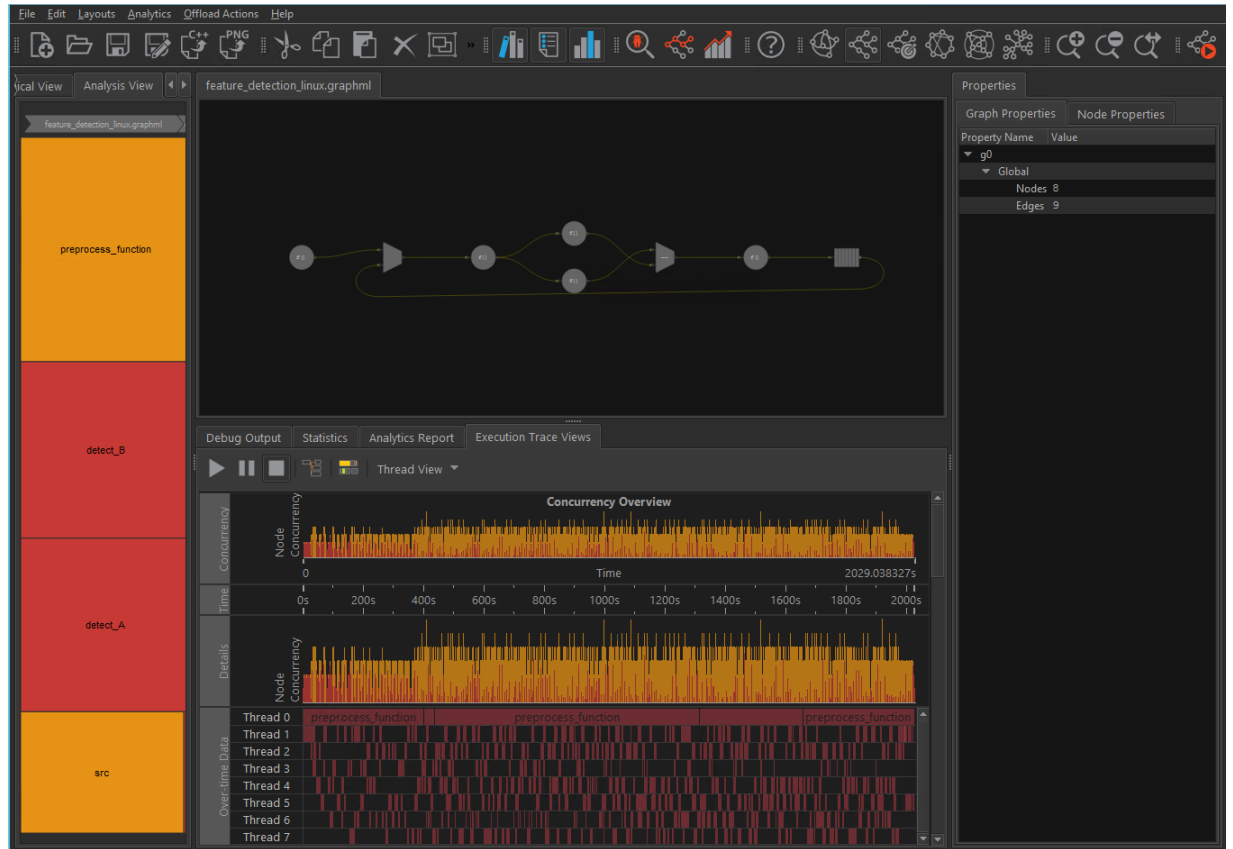 File Edit Layouts Analytics Offload Actions Help
C++ PNG
ical View Analysis View
feature_detection_linux.graphml
Properties
feature_detection_linux.graphml
Graph Properties Node Properties
Property Name Value
g0
Global
Nodes 8
Edges 9
preprocess_function
detect_B
detect_A
src
Debug Output Statistics Analytics Report Execution Trace Views
Thread View
Concurrency Overview
Concurrency
Node
Concurrency
0 Time 2029.038327s
Time
0s 200s 400s 600s 800s 1000s 1200s 1400s 1600s 1800s 2000s
Details
Node
Concurrency
Over-time Data
Thread 0 preprocess_function preprocess_function preprocess_function
Thread 1
Thread 2
Thread 3
Thread 4
Thread 5
Thread 6
Thread 7